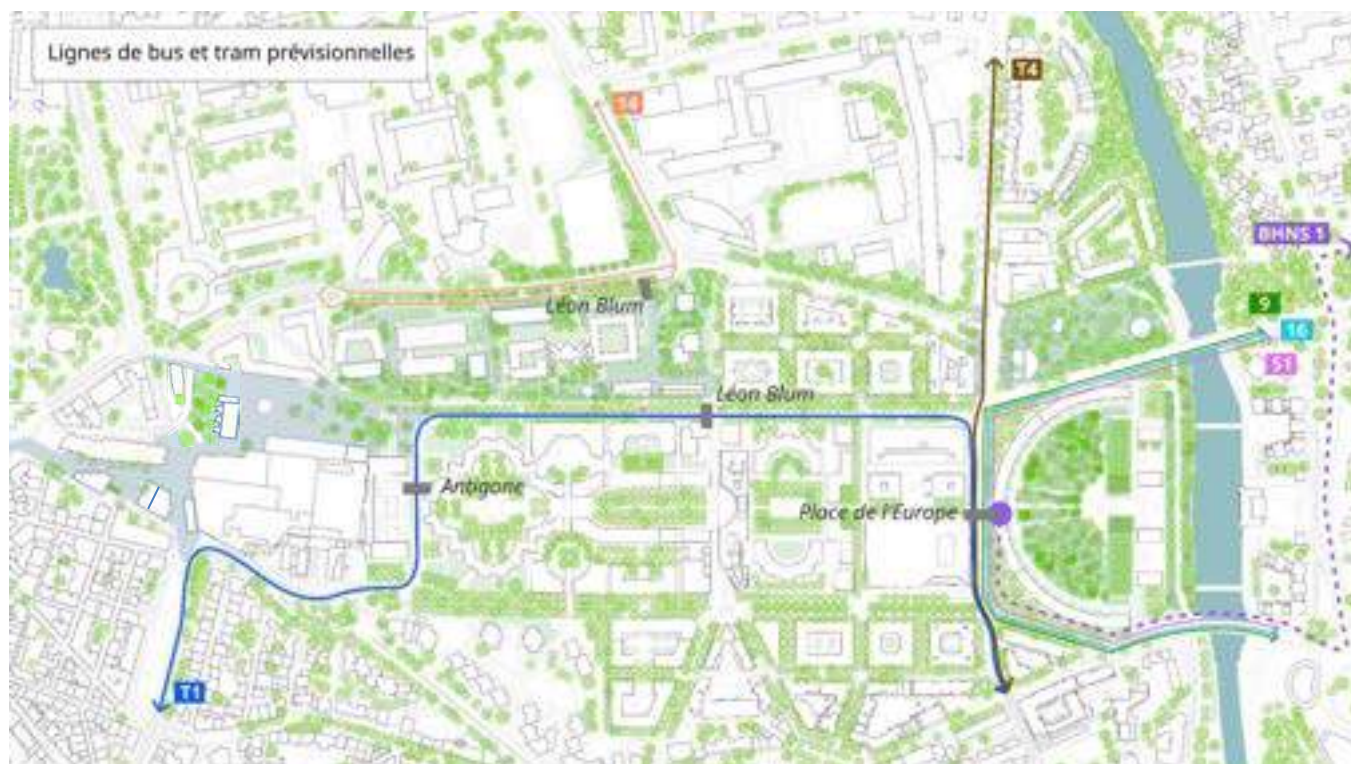 Lignes de bus et tram prévisionnelles
T4
14
BHNS 1
9
16
51
Léon Blum
Léon Blum
Antigone
Place de l'Europe
T1